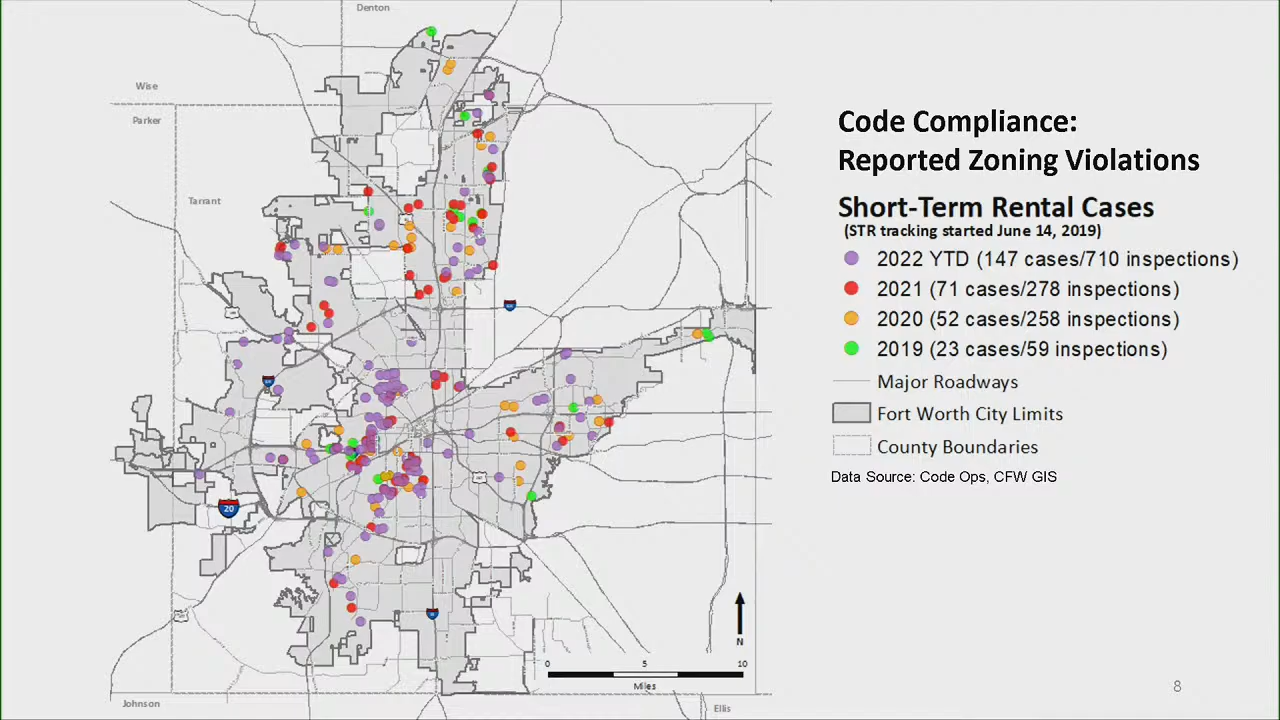 Denton
Wise
Parker
Tarrant
20
Johnson
Ellis
N
0 5 10
Miles
Code Compliance:
Reported Zoning Violations
Short-Term Rental Cases
(STR tracking started June 14, 2019)
2022 YTD (147 cases/710 inspections)
2021 (71 cases/278 inspections)
2020 (52 cases/258 inspections)
2019 (23 cases/59 inspections)
Major Roadways
Fort Worth City Limits
County Boundaries
Data Source: Code Ops, CFW GIS
8